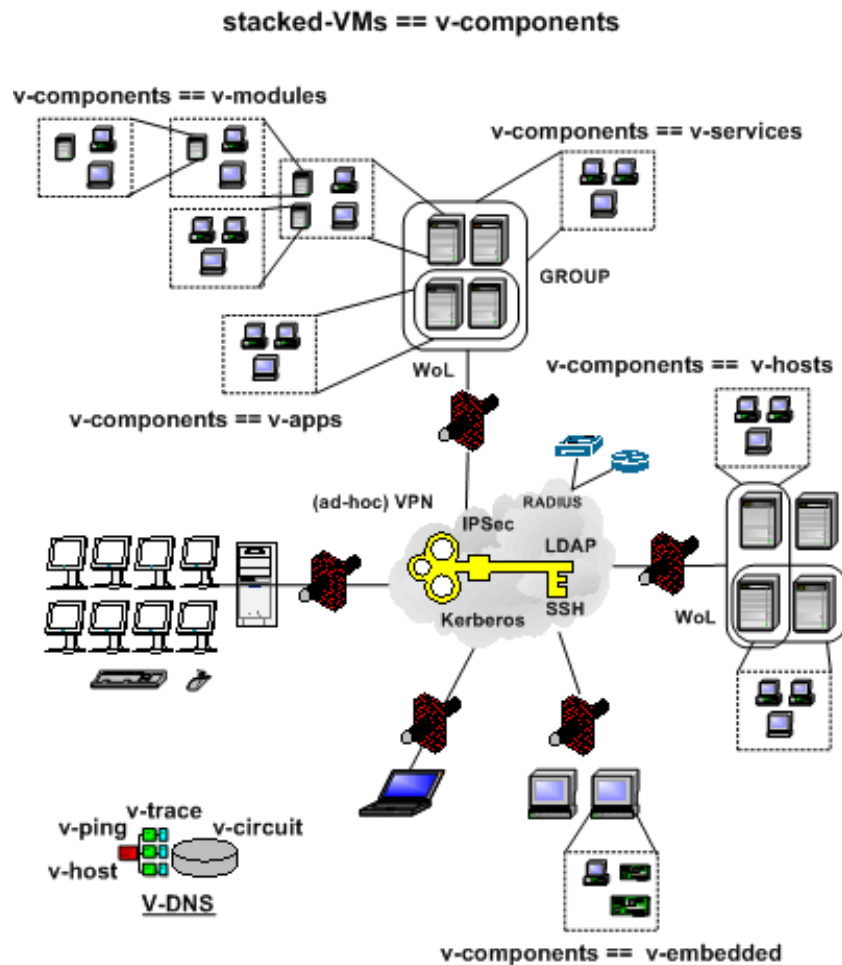 stacked-VMs == v-components
v-components == v-modules
v-components == v-services
GROUP
WoL
v-components == v-hosts
v-components == v-apps
(ad-hoc) VPN
RADIUS
IPSec
LDAP
SSH
Kerberos
WoL
v-trace
v-ping
v-circuit
v-host
V-DNS
v-components == v-embedded